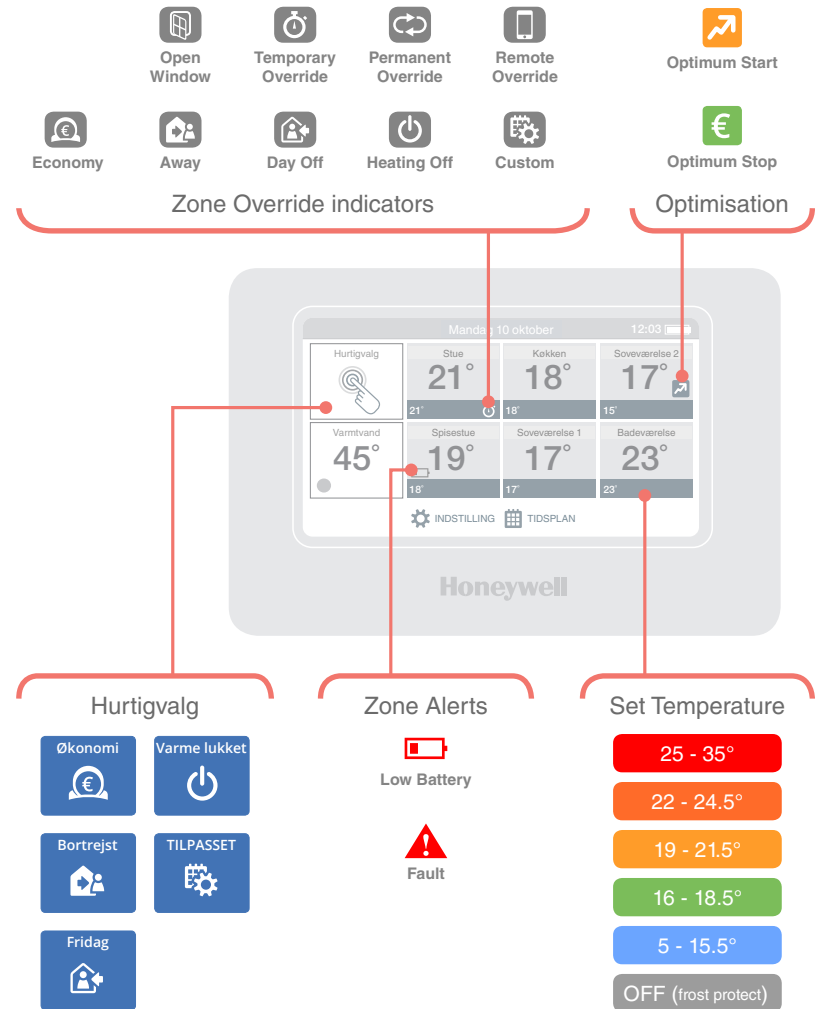 Open Window
Temporary Override
Permanent Override
Remote Override
Optimum Start
€
Economy
Away
Day Off
Heating Off
Custom
€
Optimum Stop
Zone Override indicators
Optimisation
Mandag 10 oktober
12:03
Hurtigvalg
Stue
21°
21°
Køkken
18°
18°
Soveværelse 2
17°
15°
Varmtvand
45°
Spisestue
19°
18°
Soveværelse 1
17°
17°
Badeværelse
23°
23°
INDSTILLING
TIDSPLAN
Honeywell
Hurtigvalg
Økonomi
€
Varme lukket
Bortrejst
TILPASSET
Fridag
Zone Alerts
Low Battery
Fault
Set Temperature
25 - 35°
22 - 24.5°
19 - 21.5°
16 - 18.5°
5 - 15.5°
OFF (frost protect)